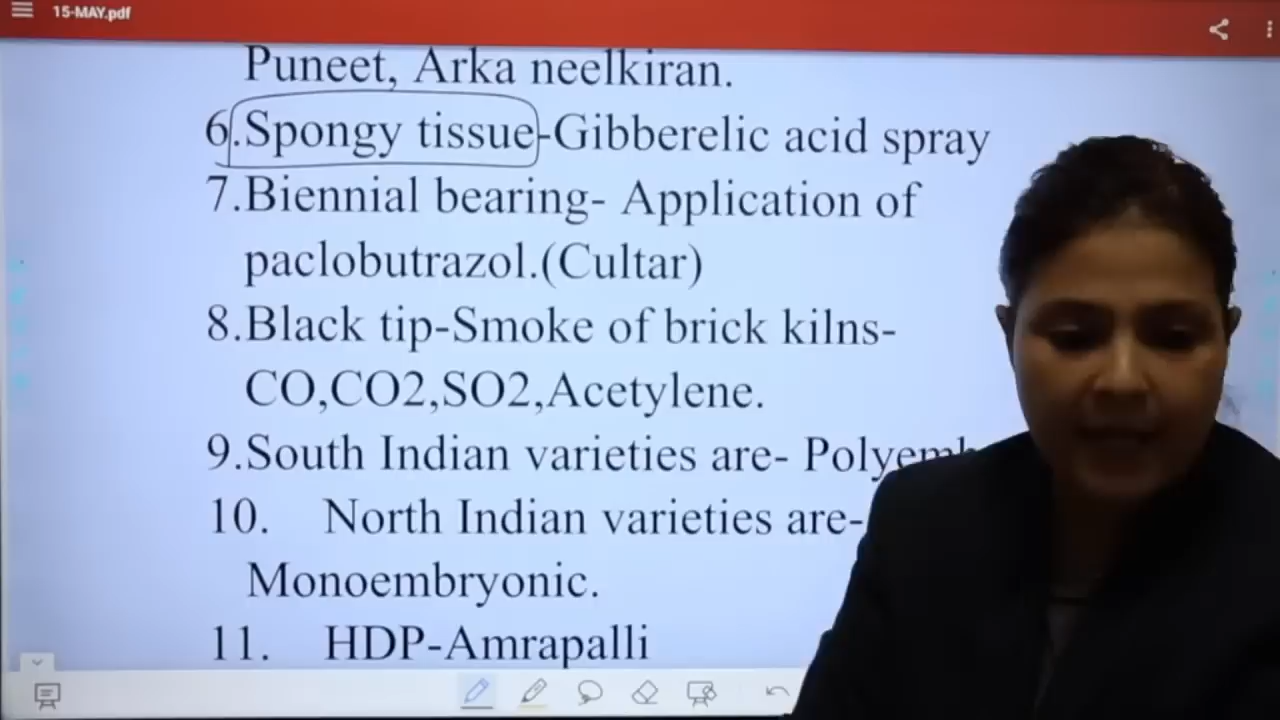 15-MAY.pdf
Puneet, Arka neelkiran.
6.Spongy tissue-Gibberelic acid spray
7.Biennial bearing- Application of
paclobutrazol.(Cultar)
8.Black tip-Smoke of brick kilns-
CO,CO2,SO2,Acetylene.
9.South Indian varieties are-
10. North Indian varieties are-
Monoembryonic.
11. HDP-Amrapalli